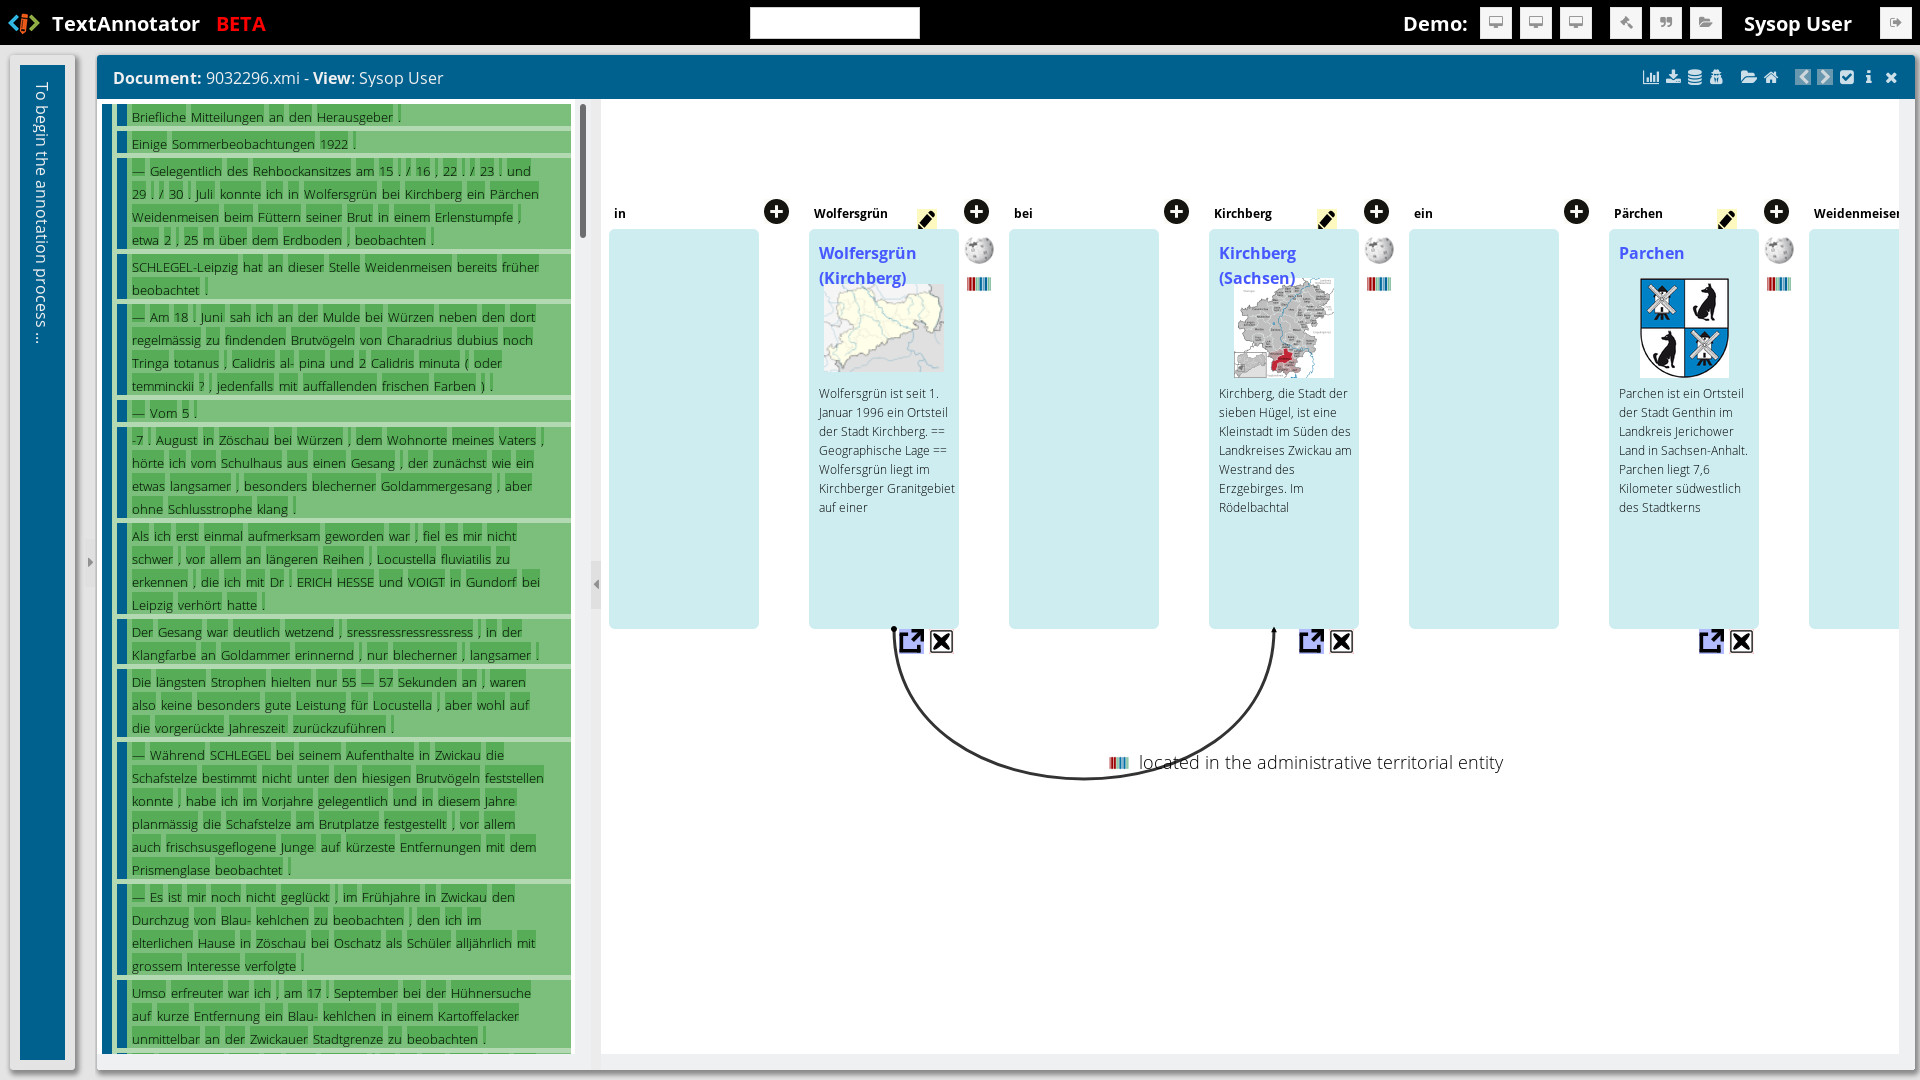 TextAnnotator BETA
Demo:
Sysop User
Document: 9032296.xmi - View: Sysop User
To begin the annotation process ...
Briefliche Mitteilungen an den Herausgeber .
Einige Sommerbeobachtungen 1922 .
— Gelegentlich des Rehbockansitzes am 15 . / 16 , 22 . / 23 . und
29 . / 30 . Juli konnte ich in Wolfersgrün bei Kirchberg ein Pärchen
Weidenmeisen beim Füttern seiner Brut in einem Erlenstumpfe ,
etwa 2 , 25 m über dem Erdboden , beobachten .
SCHLEGEL-Leipzig hat an dieser Stelle Weidenmeisen bereits früher
beobachtet .
— Am 18 . Juni sah ich an der Mulde bei Würzen neben den dort
regelmässig zu findenden Brutvögeln von Charadrius dubius noch
Tringa totanus , Calidris al- pina und 2 Calidris minuta ( oder
temminckii ? , jedenfalls mit auffallenden frischen Farben ) .
— Vom 5 .
-7 . August in Zöschau bei Würzen , dem Wohnorte meines Vaters ,
hörte ich vom Schulhaus aus einen Gesang , der zunächst wie ein
etwas langsamer , besonders blecherner Goldammergesang , aber
ohne Schlusstrophe klang .
Als ich erst einmal aufmerksam geworden war , fiel es mir nicht
schwer , vor allem an längeren Reihen , Locustella fluviatilis zu
erkennen , die ich mit Dr . ERICH HESSE und VOIGT in Gundorf bei
Leipzig verhört hatte .
Der Gesang war deutlich wetzend , sressressressressress , in der
Klangfarbe an Goldammer erinnernd , nur blecherner , langsamer .
Die längsten Strophen hielten nur 55 — 57 Sekunden an , waren
also keine besonders gute Leistung für Locustella , aber wohl auf
die vorgerückte Jahreszeit zurückzuführen .
— Während SCHLEGEL bei seinem Aufenthalte in Zwickau die
Schafstelze bestimmt nicht unter den hiesigen Brutvögeln feststellen
konnte , habe ich im Vorjahre gelegentlich und in diesem Jahre
planmässig die Schafstelze am Brutplatze festgestellt , vor allem
auch frischsusgeflogene Junge auf kürzeste Entfernungen mit dem
Prismenglase beobachtet .
— Es ist mir noch nicht geglückt , im Frühjahre in Zwickau den
Durchzug von Blau- kehlchen zu beobachten , den ich im
elterlichen Hause in Zöschau bei Oschatz als Schüler alljährlich mit
grossem Interesse verfolgte .
Umso erfreuter war ich , am 17 . September bei der Hühnersuche
auf kurze Entfernung ein Blau- kehlchen in einem Kartoffelacker
unmittelbar an der Zwickauer Stadtgrenze zu beobachten .
in
Wolfersgrün
bei
Kirchberg
ein
Pärchen
Weidenmeisen
Wolfersgrün
(Kirchberg)
Wolfersgrün ist seit 1.
Januar 1996 ein Ortsteil
der Stadt Kirchberg. ==
Geographische Lage ==
Wolfersgrün liegt im
Kirchberger Granitgebiet
auf einer
Kirchberg
(Sachsen)
Kirchberg, die Stadt der
sieben Hügel, ist eine
Kleinstadt im Süden des
Landkreises Zwickau am
Westrand des
Erzgebirges. Im
Rödelbachtal
Parchen
Parchen ist ein Ortsteil
der Stadt Genthin im
Landkreis Jerichower
Land in Sachsen-Anhalt.
Parchen liegt 7,6
Kilometer südwestlich
des Stadtkerns
located in the administrative territorial entity